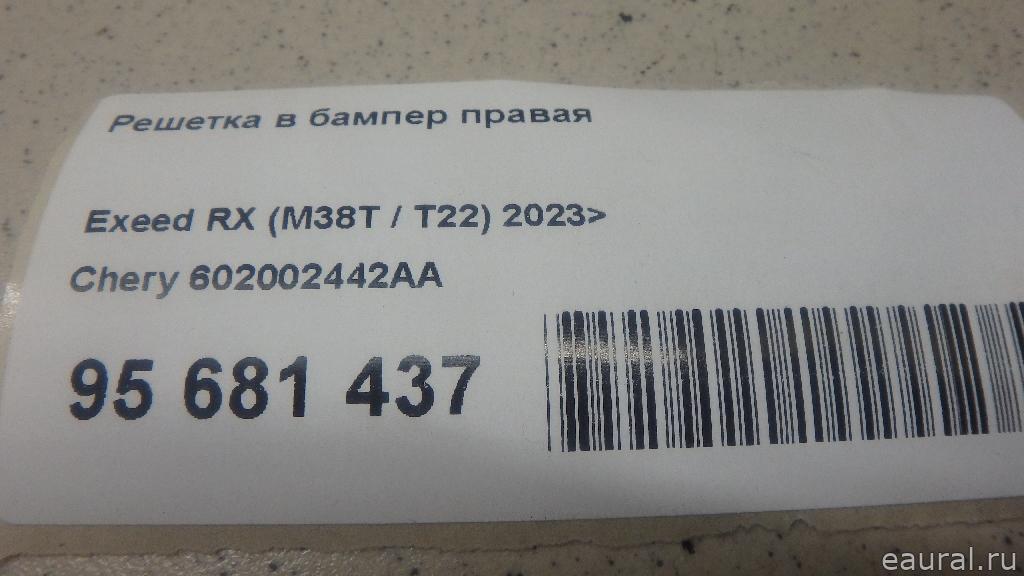 Решетка в бампер правая
Exeed RX (M38T / T22) 2023>
Chery 602002442AA
95 681 437
eaural.ru